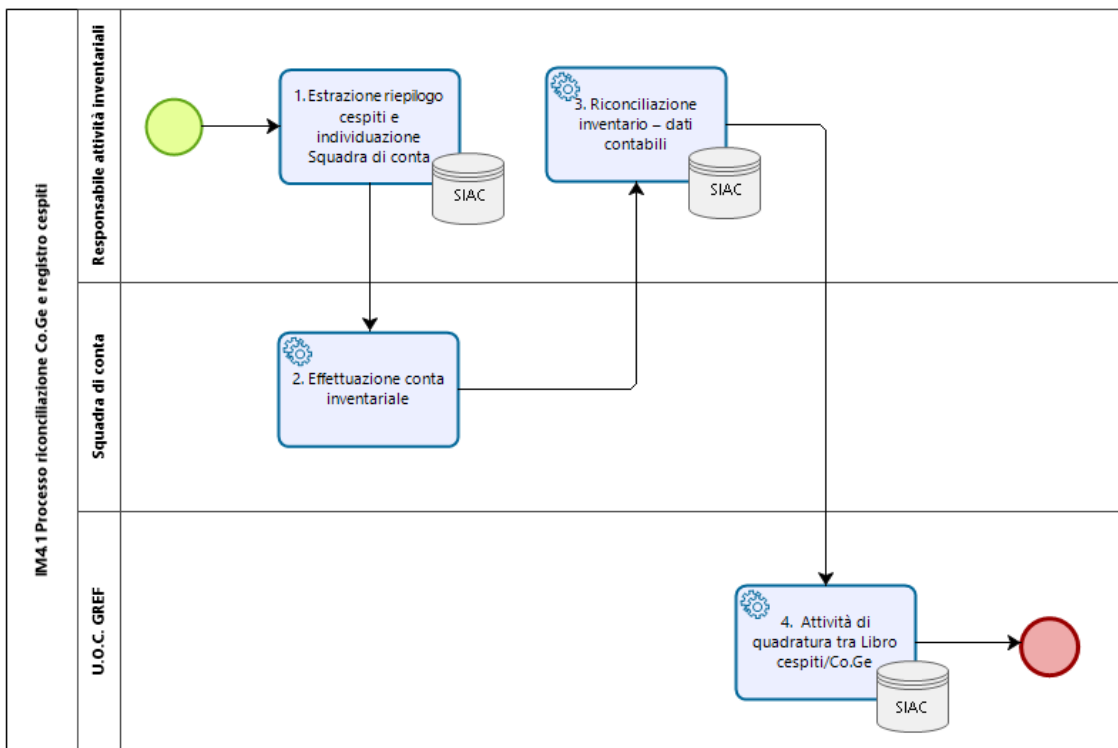 IM4.1 Processo riconciliazione Co.Ge e registro cespiti
Responsabile attività inventariali
1. Estrazione riepilogo
cespiti e
individuazione
Squadra di conta
SIAC
3. Riconciliazione
inventario – dati
contabili
SIAC
Squadra di conta
2. Effettuazione conta
inventariale
U.O.C. GREF
4. Attività di
quadratura tra Libro
cespiti/Co.Ge
SIAC